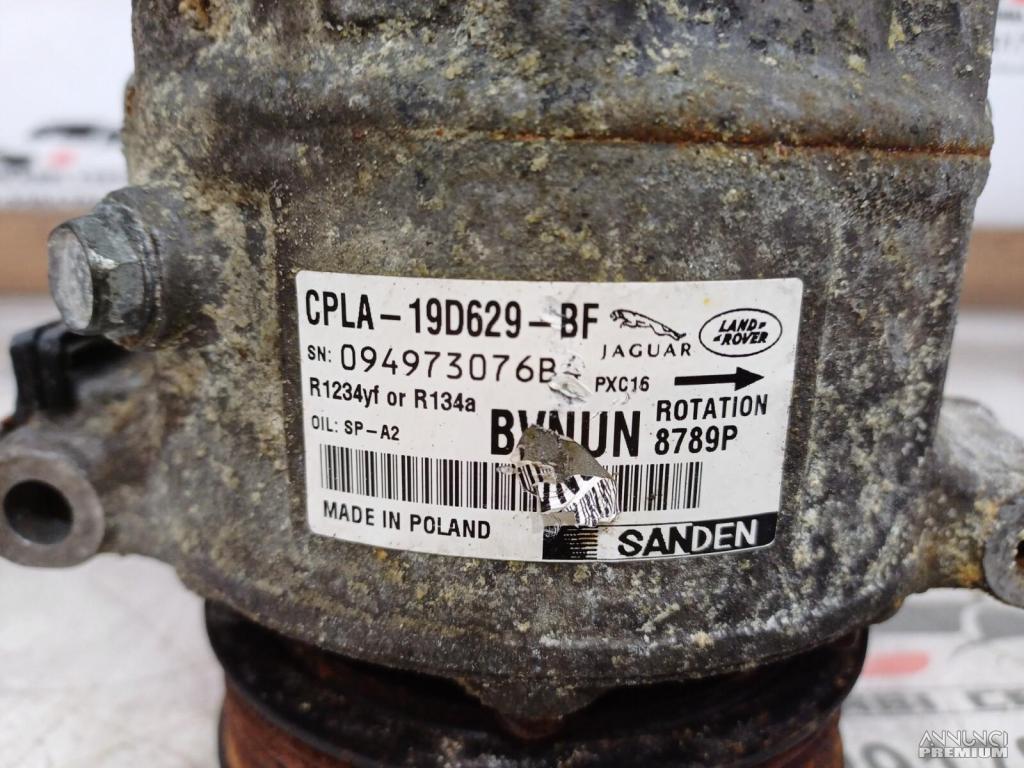 CPLA-19D629-BF
JAGUAR
LAND ROVER
SN: 094973076B
PXC16
R1234yf or R134a
ROTATION
OIL: SP-A2
8789P
MADE IN POLAND
SANDEN
ANNUNCI
PREMIUM